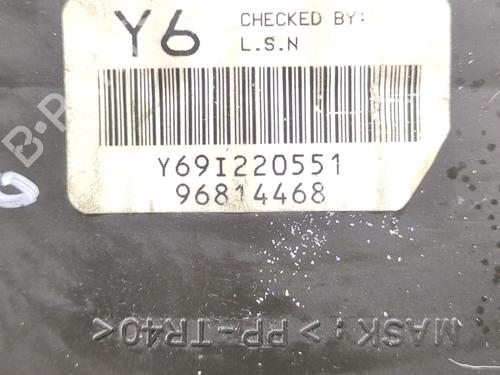 Y6
CHECKED BY:
L.S.N
Y69I220551
96814468
MASK:>PP-TR40<
B-P